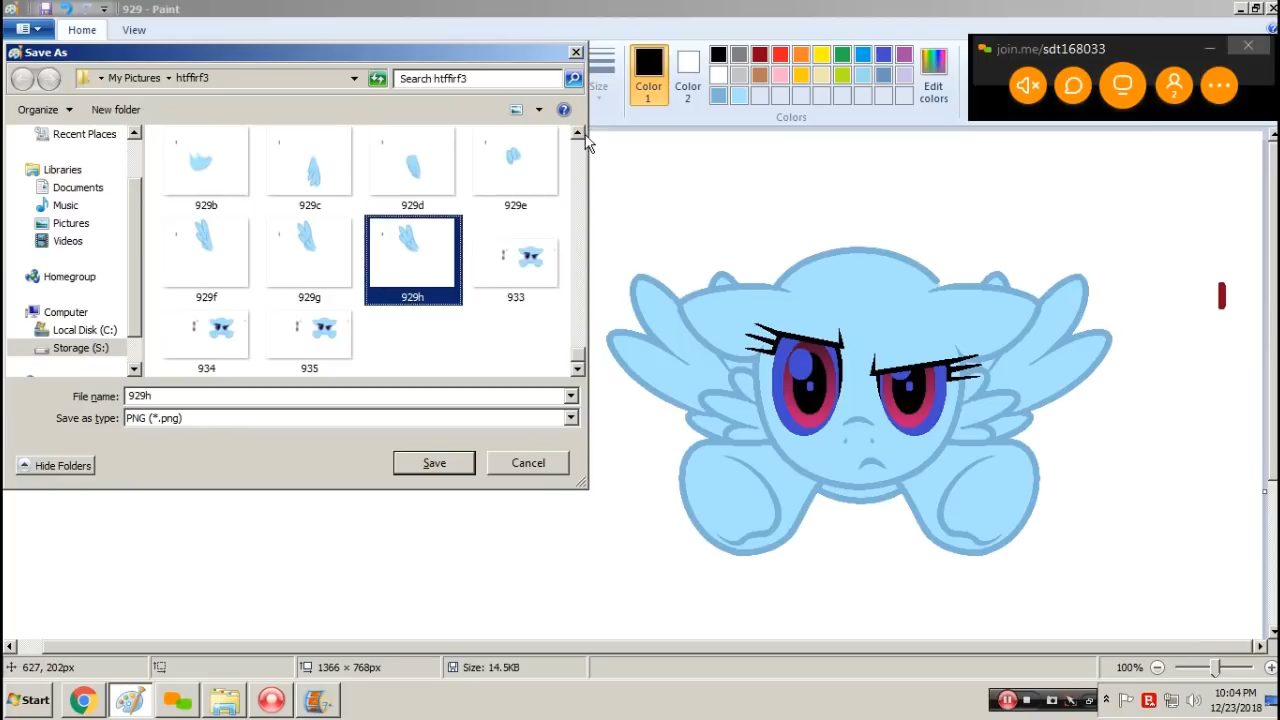 929 - Paint
Home
View
Save As
My Pictures
htffirf3
Search htffirf3
Organize
New folder
Recent Places
Libraries
Documents
Music
Pictures
Videos
Homegroup
Computer
Local Disk (C:)
Storage (S:)
929b
929c
929d
929e
929f
929g
929h
933
934
935
File name:
929h
Save as type:
PNG (*.png)
Hide Folders
Save
Cancel
Size
Color
1
Color
2
Edit
colors
Colors
join.me/sdt168033
2
627, 202px
1366 × 768px
Size: 14.5KB
100%
Start
10:04 PM
12/23/2018